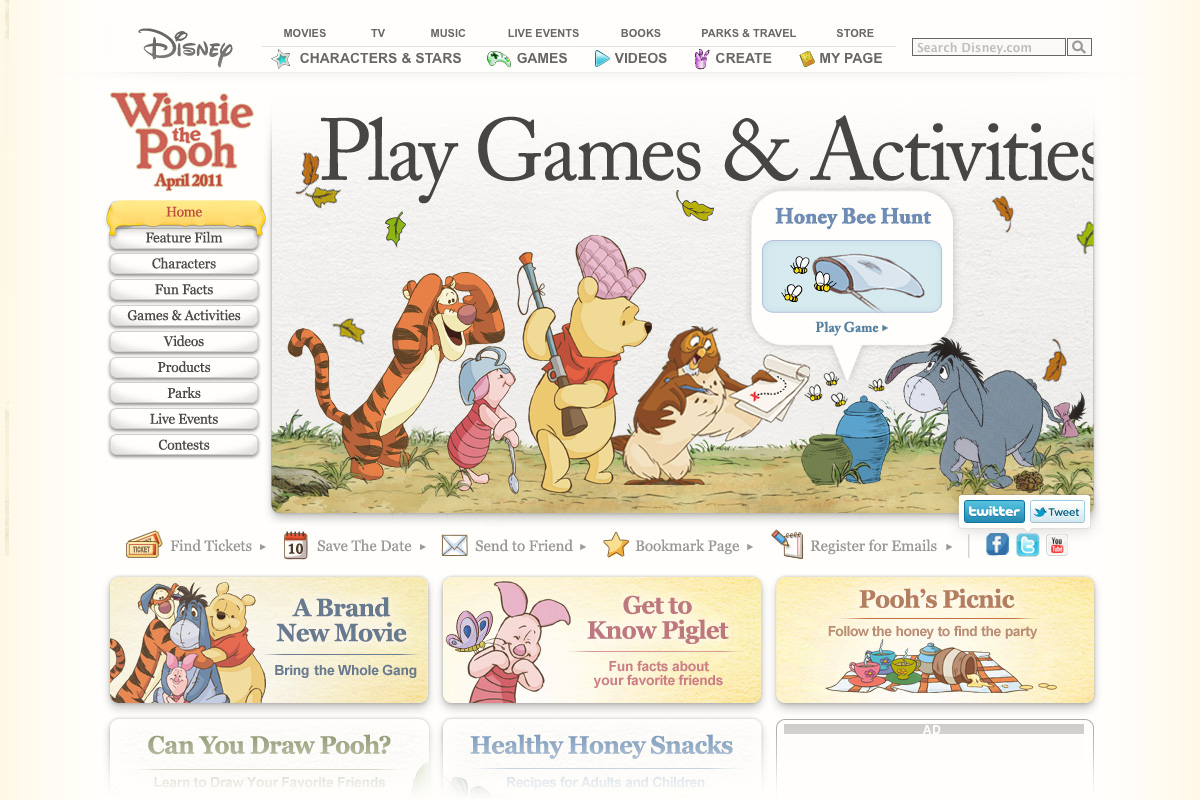 Disney
MOVIES TV MUSIC LIVE EVENTS BOOKS PARKS & TRAVEL STORE
CHARACTERS & STARS GAMES VIDEOS CREATE MY PAGE
Search Disney.com
Winnie
the
Pooh
April 2011
Home
Feature Film
Characters
Fun Facts
Games & Activities
Videos
Products
Parks
Live Events
Contests
Play Games & Activities
Honey Bee Hunt
Play Game
twitter Tweet
TICKET
Find Tickets
10
Save The Date
Send to Friend
Bookmark Page
Register for Emails
f
t
You
Tube
A Brand
New Movie
Bring the Whole Gang
Get to
Know Piglet
Fun facts about
your favorite friends
Pooh's Picnic
Follow the honey to find the party
Can You Draw Pooh?
Learn to Draw Your Favorite Friends
Healthy Honey Snacks
Recipes for Adults and Children
AD